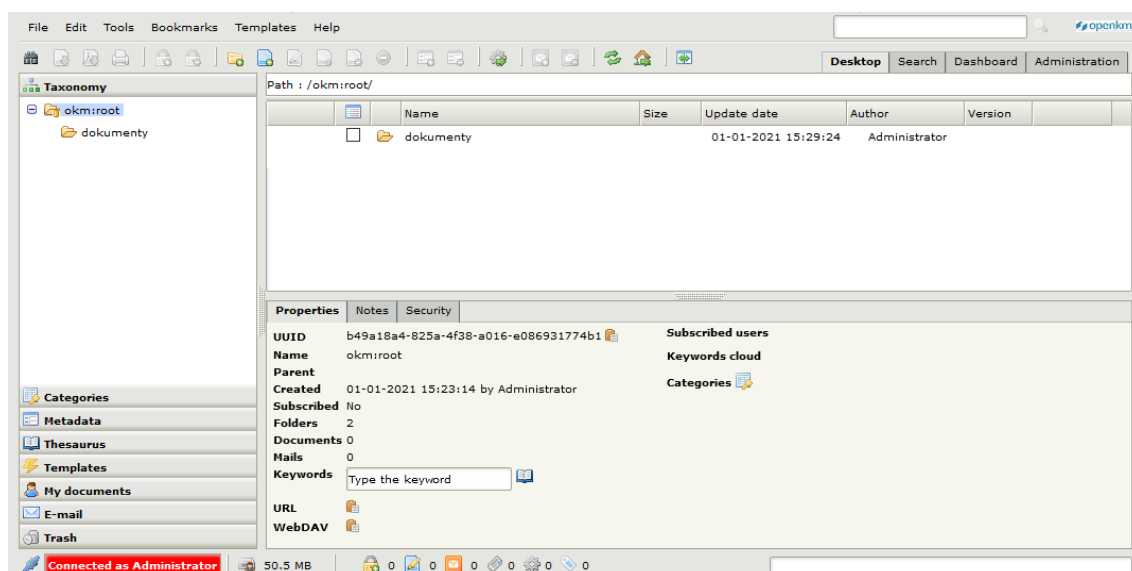 File Edit Tools Bookmarks Templates Help
openkm
Desktop Search Dashboard Administration
Taxonomy
Path : /okm:root/
okm:root
dokumenty
Name Size Update date Author Version
dokumenty 01-01-2021 15:29:24 Administrator
Categories
Metadata
Thesaurus
Templates
My documents
E-mail
Trash
Properties Notes Security
UUID b49a18a4-825a-4f38-a016-e086931774b1
Name okm:root
Parent
Created 01-01-2021 15:23:14 by Administrator
Subscribed No
Folders 2
Documents 0
Mails 0
Keywords Type the keyword
URL
WebDAV
Subscribed users
Keywords cloud
Categories
Connected as Administrator 50.5 MB 0 0 0 0 0 0